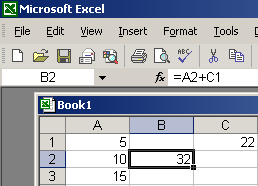 Microsoft Excel
File Edit View Insert Format Tools
B2 fx =A2+C1
Book1
A B C
1 5 22
2 10 32
3 15